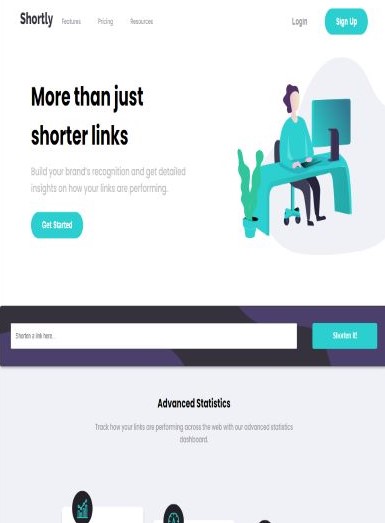 Shortly Features Pricing Resources Login Sign Up
More than just
shorter links
Build your brand's recognition and get detailed
insights on how your links are performing.
Get Started
Shorten a link here.. Shorten It!
Advanced Statistics
Track how your links are performing across the web with our advanced statistics
dashboard.